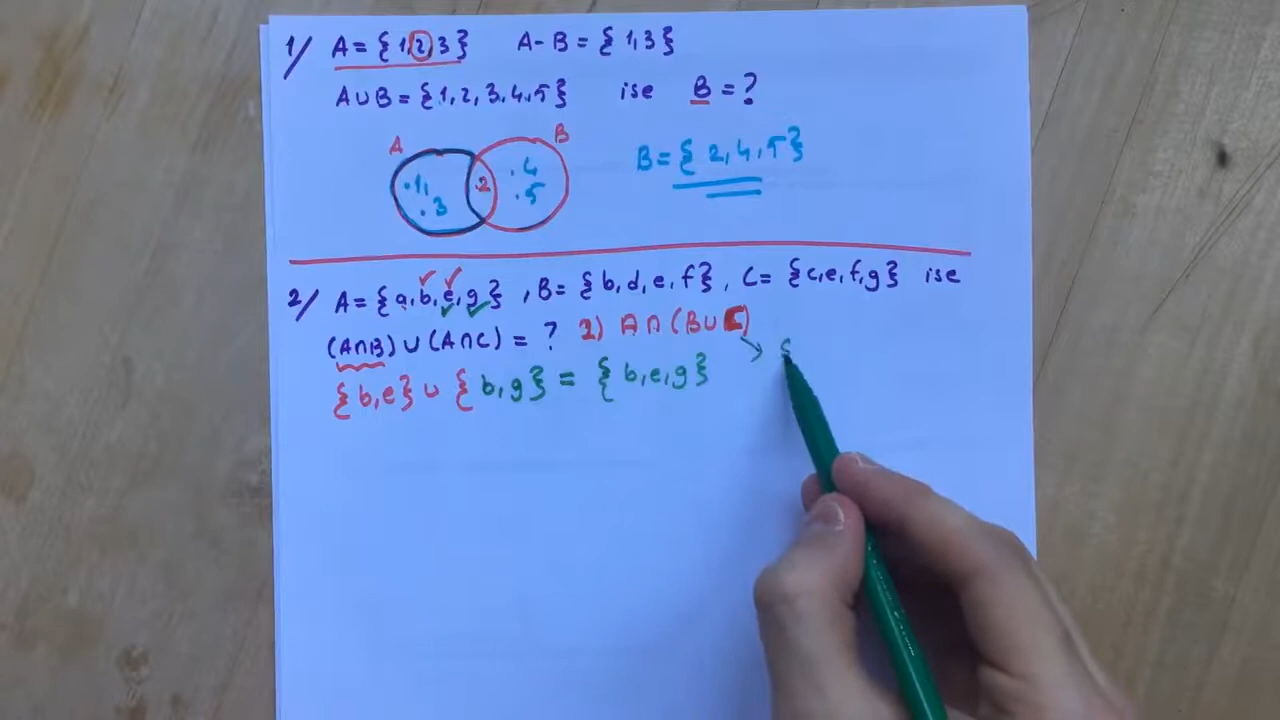 1/ A = {1,2,3} A-B = {1,3}
A∪B = {1,2,3,4,5} ise B = ?
A B
.1, .3 .2 .4 .5
B = {2,4,5}
2/ A = {a,b,e,g}, B = {b,d,e,f}, C = {c,e,f,g} ise
(A∩B) ∪ (A∩C) = ? 2) A∩(B∪C)
{b,e} ∪ {b,g} = {b,e,g}